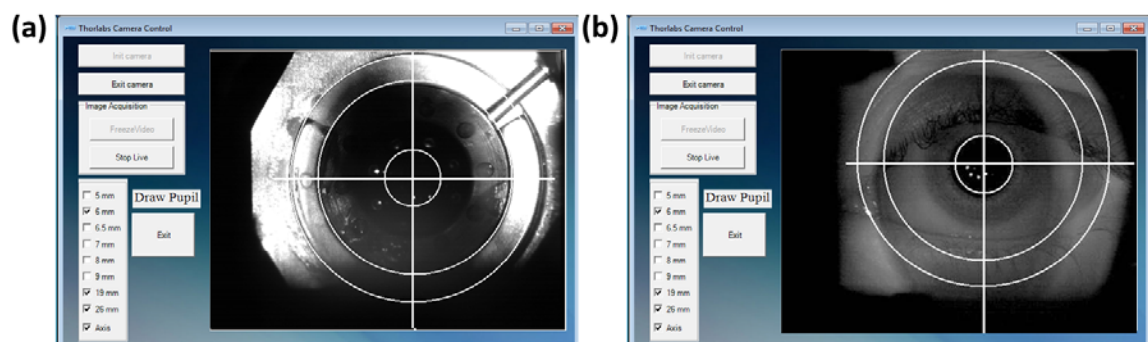 (a)
Thorlabs Camera Control
Init camera
Exit camera
Image Acquisition
FreezeVideo
Stop Live
5 mm
6 mm
6.5 mm
7 mm
8 mm
9 mm
19 mm
26 mm
Axis
Draw Pupil
Exit
(b)
Thorlabs Camera Control
Init camera
Exit camera
Image Acquisition
FreezeVideo
Stop Live
5 mm
6 mm
6.5 mm
7 mm
8 mm
9 mm
19 mm
26 mm
Axis
Draw Pupil
Exit